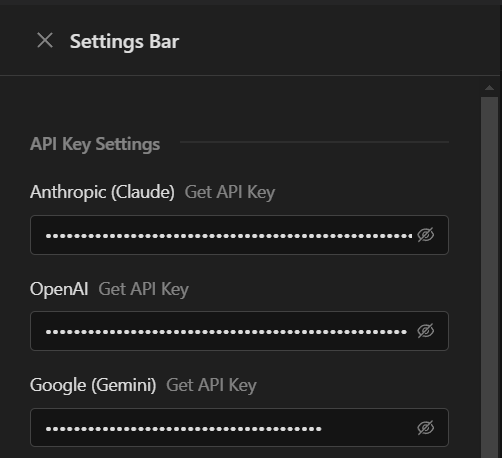 Settings Bar
API Key Settings
Anthropic (Claude) Get API Key
OpenAI Get API Key
Google (Gemini) Get API Key